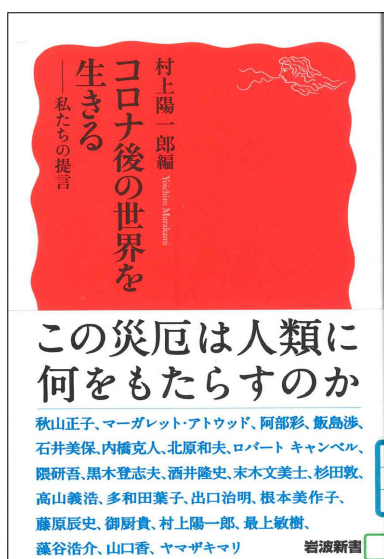 村上陽一郎編
Yoichiro Murakami
コロナ後の世界を
生きる
──私たちの提言
この災厄は人類に
何をもたらすのか
秋山正子、マーガレット・アトウッド、阿部彩、飯島渉、
石井美保、内橋克人、北原和夫、ロバート キャンベル、
隈研吾、黒木登志夫、酒井隆史、末木文美士、杉田敦、
高山義浩、多和田葉子、出口治明、根本美作子、
藤原辰史、御厨貴、村上陽一郎、最上敏樹、
藻谷浩介、山口香、ヤマザキマリ
岩波新書